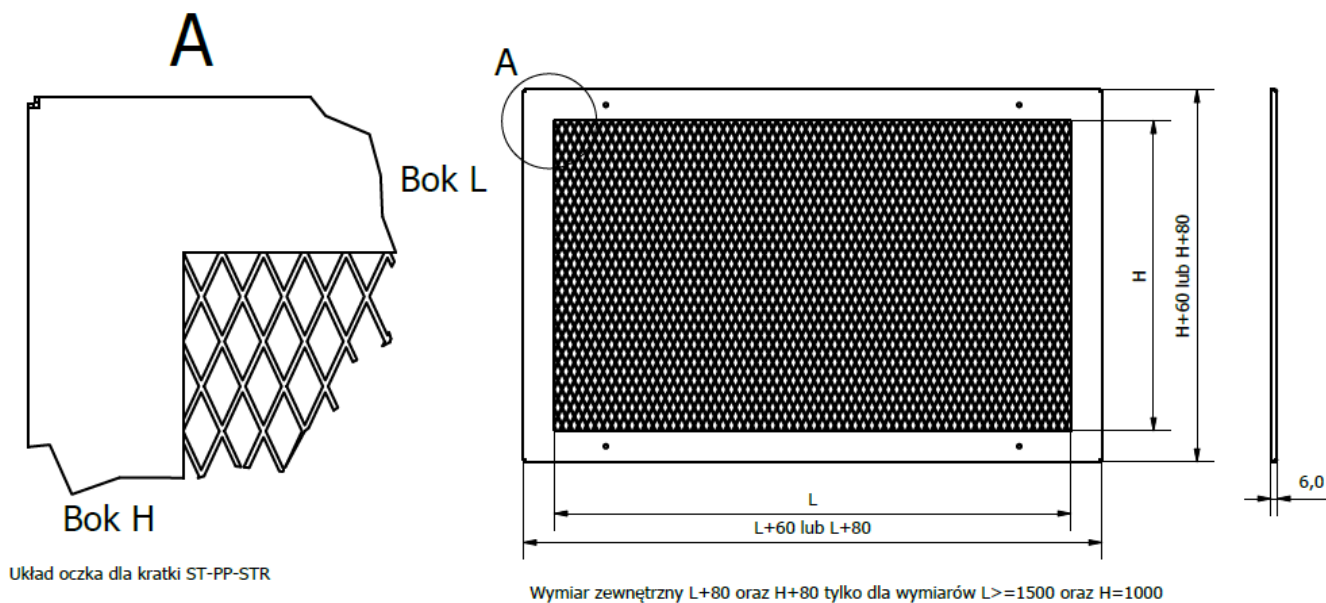 A
A
Bok L
Bok H
Układ oczka dla kratki ST-PP-STR
H
H+60 lub H+80
L
L+60 lub L+80
6,0
Wymiar zewnętrzny L+80 oraz H+80 tylko dla wymiarów L>=1500 oraz H=1000